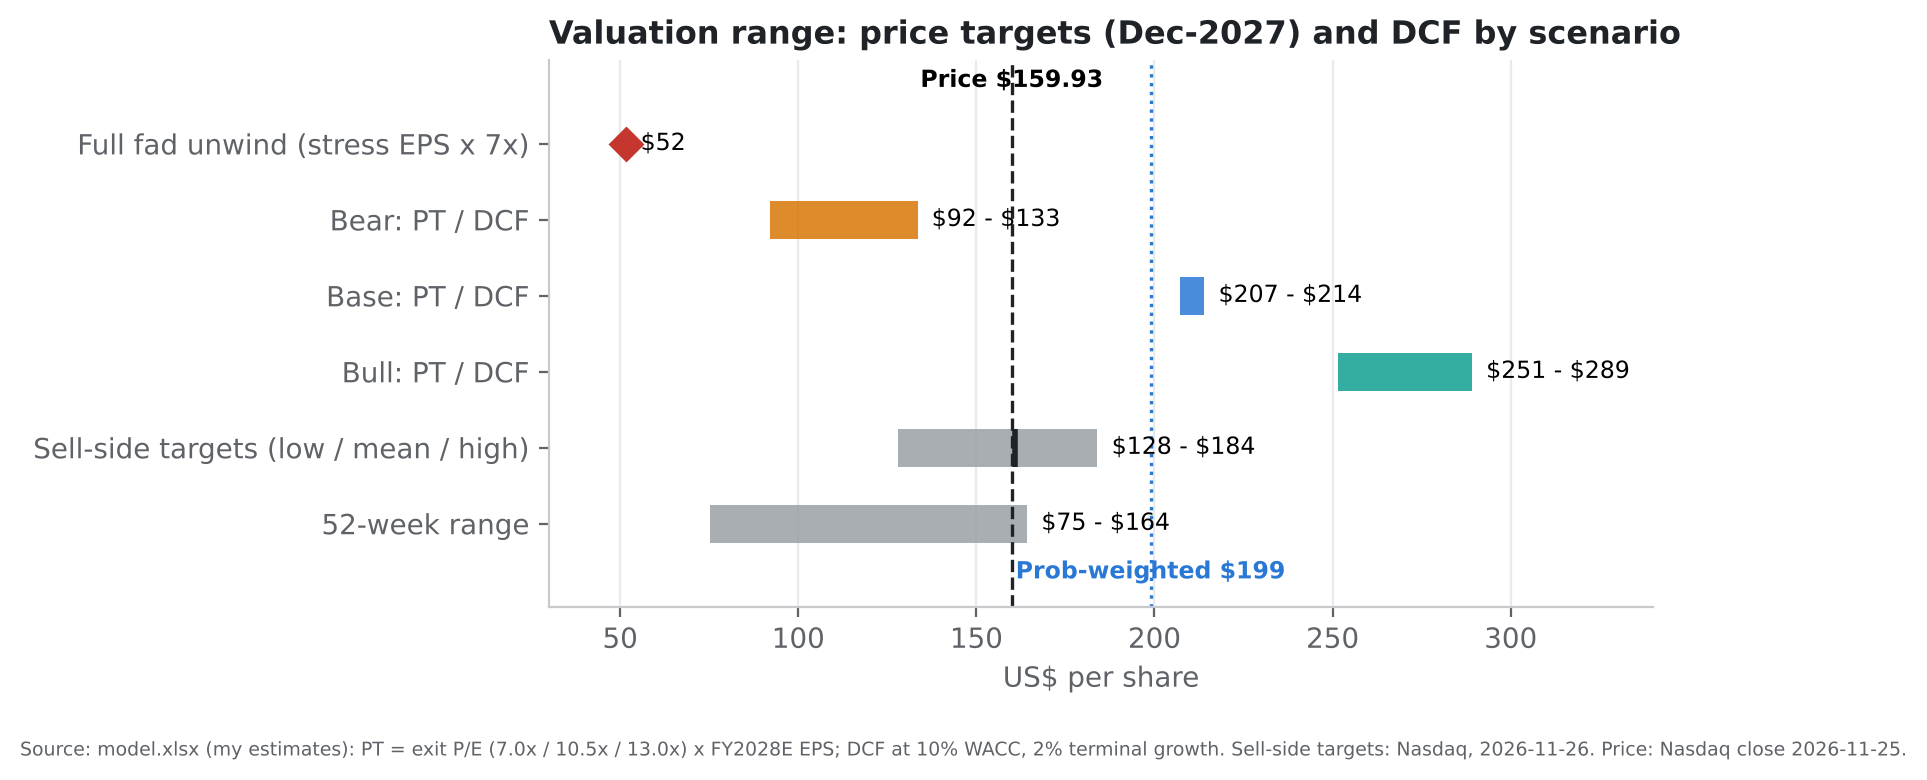 Valuation range: price targets (Dec-2027) and DCF by scenario
Price $159.93
Full fad unwind (stress EPS x 7x)
$52
Bear: PT / DCF
$92 - $133
Base: PT / DCF
$207 - $214
Bull: PT / DCF
$251 - $289
Sell-side targets (low / mean / high)
$128 - $184
52-week range
$75 - $164
Prob-weighted $199
50 100 150 200 250 300
US$ per share
Source: model.xlsx (my estimates): PT = exit P/E (7.0x / 10.5x / 13.0x) x FY2028E EPS; DCF at 10% WACC, 2% terminal growth. Sell-side targets: Nasdaq, 2026-11-26. Price: Nasdaq close 2026-11-25.